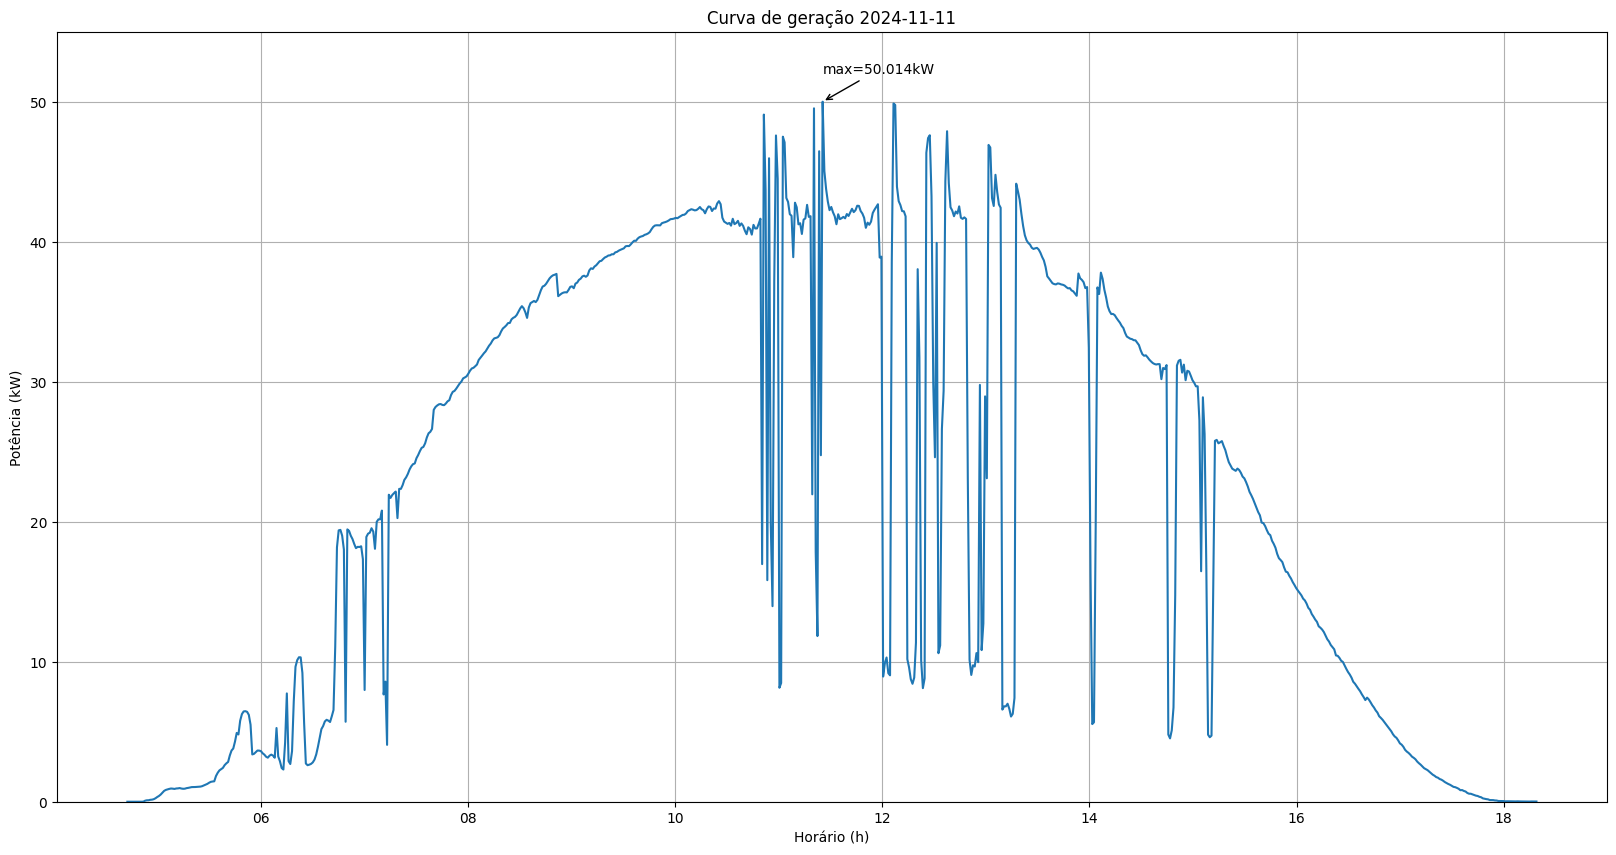 Curva de geração 2024-11-11
max=50.014kW
50
40
30
20
10
0
Potência (kW)
06 08 10 12 14 16 18
Horário (h)